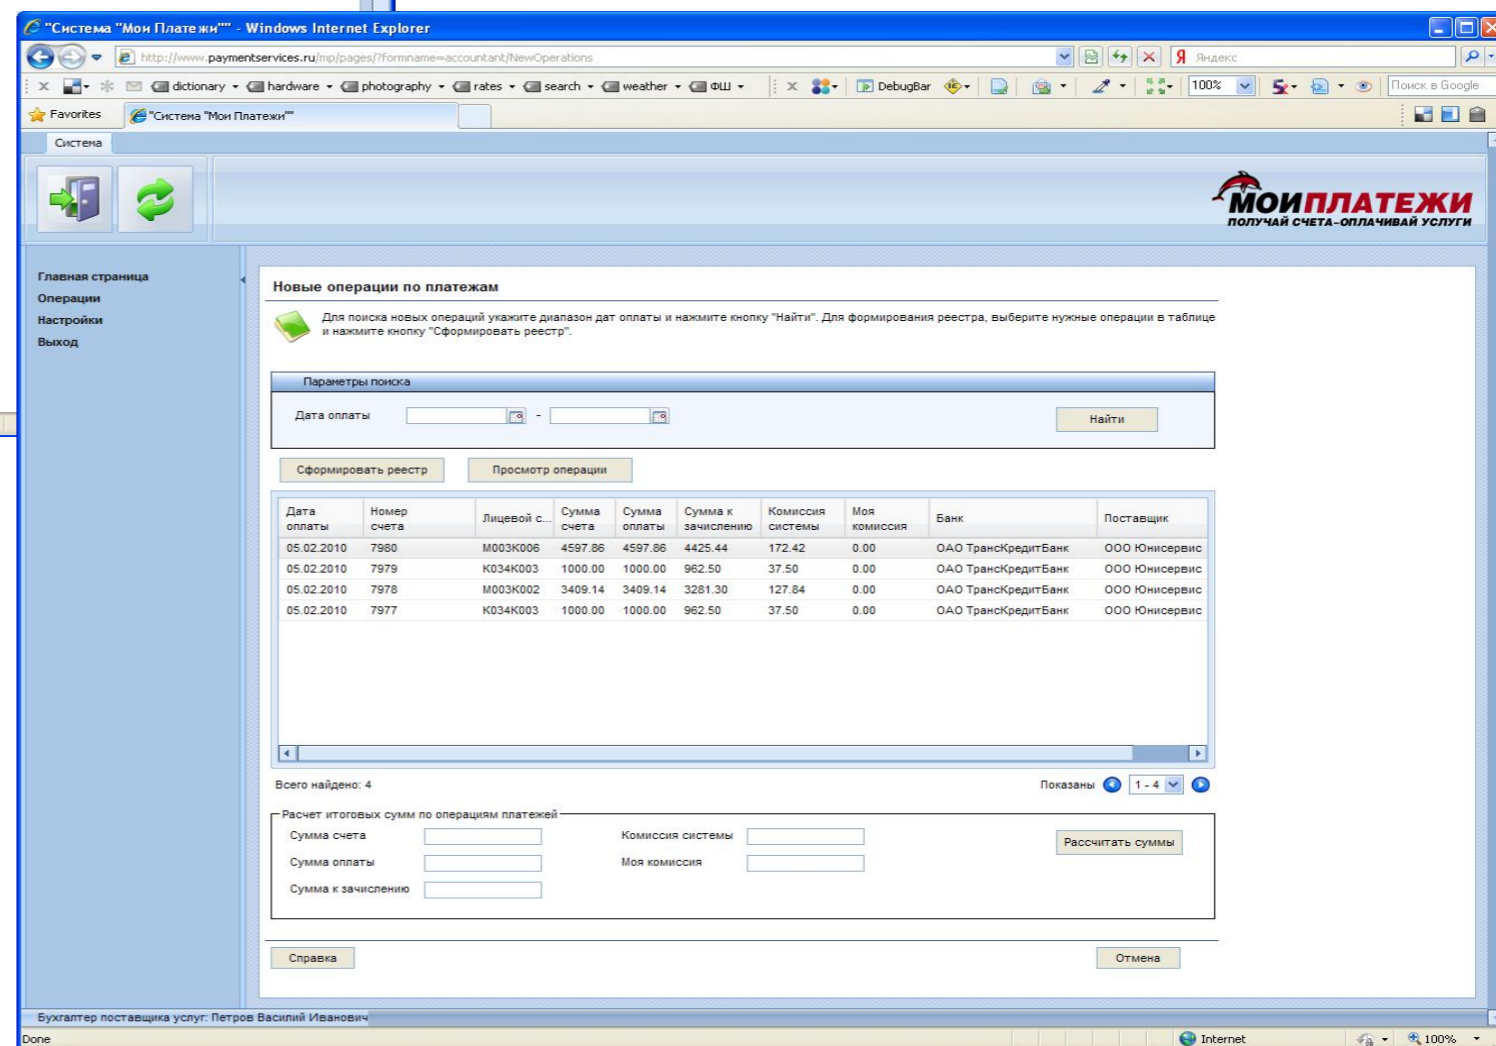 "Система "Мои Платежи"" - Windows Internet Explorer
http://www.paymentservices.ru/mp/pages/?formname=accountant/NewOperations
Я Яндекс
dictionary hardware photography rates search weather ФШ DebugBar 100% Поиск в Google
Favorites "Система "Мои Платежи""
Система
МОИПЛАТЕЖИ
ПОЛУЧАЙ СЧЕТА-ОПЛАЧИВАЙ УСЛУГИ
Главная страница
Операции
Настройки
Выход
Новые операции по платежам
Для поиска новых операций укажите диапазон дат оплаты и нажмите кнопку "Найти". Для формирования реестра, выберите нужные операции в таблице
и нажмите кнопку "Сформировать реестр".
Параметры поиска
Дата оплаты - Найти
Сформировать реестр Просмотр операции
Дата оплаты Номер счета Лицевой с... Сумма счета Сумма оплаты Сумма к зачислению Комиссия системы Моя комиссия Банк Поставщик
05.02.2010 7980 М003К006 4597.86 4597.86 4425.44 172.42 0.00 ОАО ТрансКредитБанк ООО Юнисервис
05.02.2010 7979 К034К003 1000.00 1000.00 962.50 37.50 0.00 ОАО ТрансКредитБанк ООО Юнисервис
05.02.2010 7978 М003К002 3409.14 3409.14 3281.30 127.84 0.00 ОАО ТрансКредитБанк ООО Юнисервис
05.02.2010 7977 К034К003 1000.00 1000.00 962.50 37.50 0.00 ОАО ТрансКредитБанк ООО Юнисервис
Всего найдено: 4 Показаны 1 - 4
Расчет итоговых сумм по операциям платежей
Сумма счета Комиссия системы Рассчитать суммы
Сумма оплаты Моя комиссия
Сумма к зачислению
Справка Отмена
Бухгалтер поставщика услуг: Петров Василий Иванович
Done Internet 100%